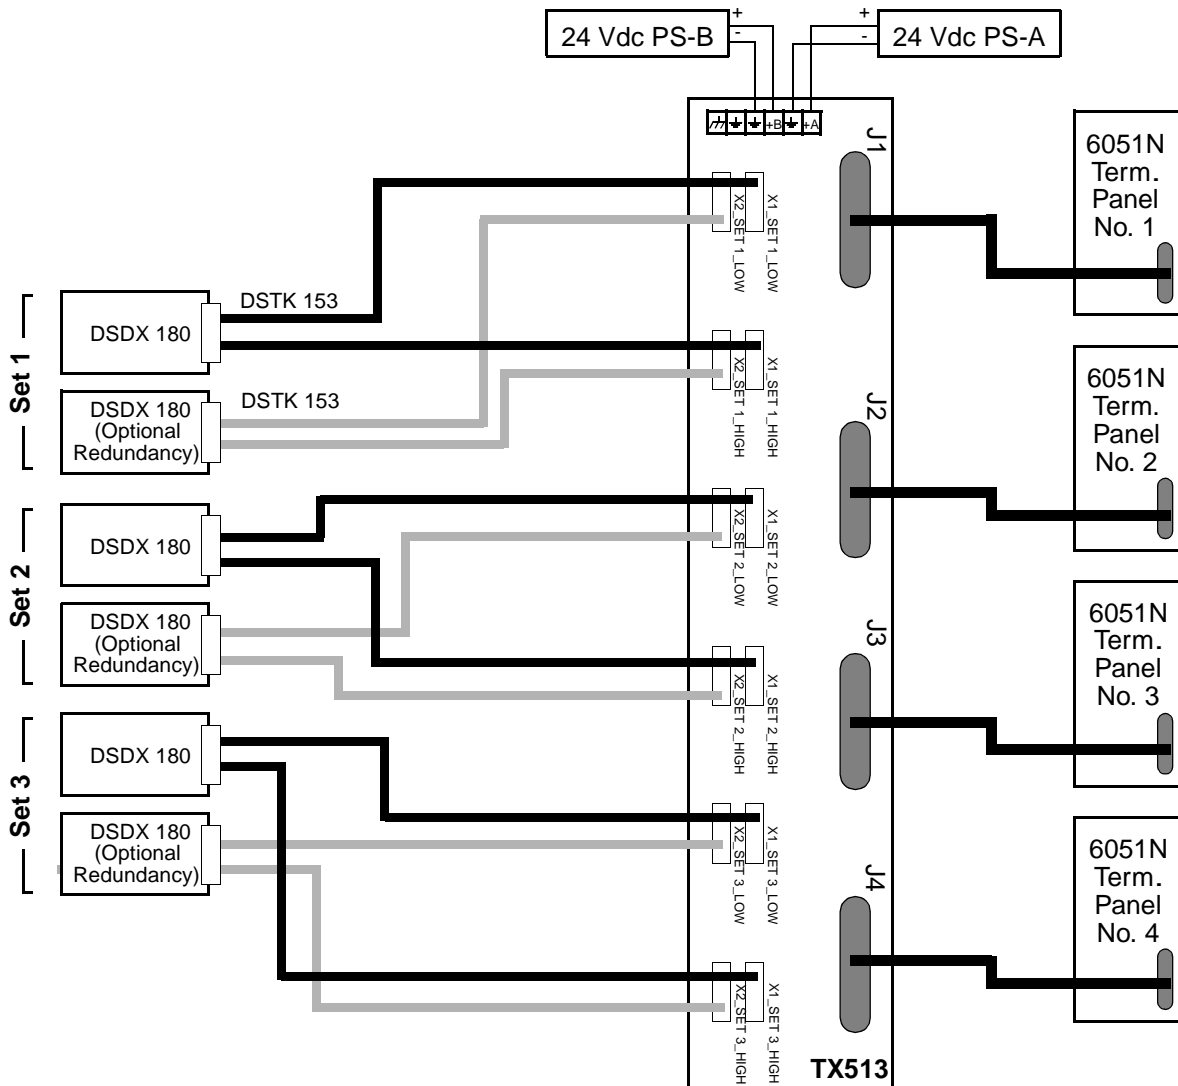 24 Vdc PS-B
+
-
+
-
24 Vdc PS-A
+B
+A
J1
X2_SET 1_LOW
X1_SET 1_LOW
6051N
Term.
Panel
No. 1
Set 1
DSDX 180
DSTK 153
X2_SET 1_HIGH
X1_SET 1_HIGH
DSDX 180
(Optional
Redundancy)
DSTK 153
J2
6051N
Term.
Panel
No. 2
Set 2
DSDX 180
X2_SET 2_LOW
X1_SET 2_LOW
DSDX 180
(Optional
Redundancy)
J3
6051N
Term.
Panel
No. 3
X2_SET 2_HIGH
X1_SET 2_HIGH
Set 3
DSDX 180
X2_SET 3_LOW
X1_SET 3_LOW
DSDX 180
(Optional
Redundancy)
J4
6051N
Term.
Panel
No. 4
X2_SET 3_HIGH
X1_SET 3_HIGH
TX513